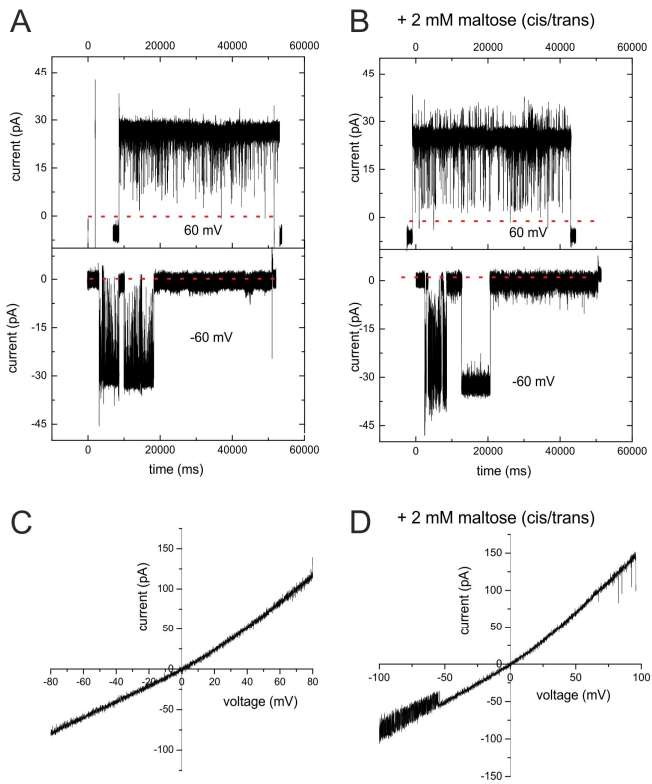 A
B + 2 mM maltose (cis/trans)
0 20000 40000 60000
0 20000 40000 60000
45
30
15
0
current (pA)
60 mV
45
30
15
0
current (pA)
60 mV
0
-15
-30
-45
current (pA)
-60 mV
0
-15
-30
-45
current (pA)
-60 mV
0 20000 40000 60000
time (ms)
0 20000 40000 60000
time (ms)
C
D + 2 mM maltose (cis/trans)
150
100
50
0
-50
-100
current (pA)
-80 -60 -40 -20 0 20 40 60 80
voltage (mV)
150
100
50
0
-50
-100
-150
current (pA)
-100 -50 0 50 100
voltage (mV)